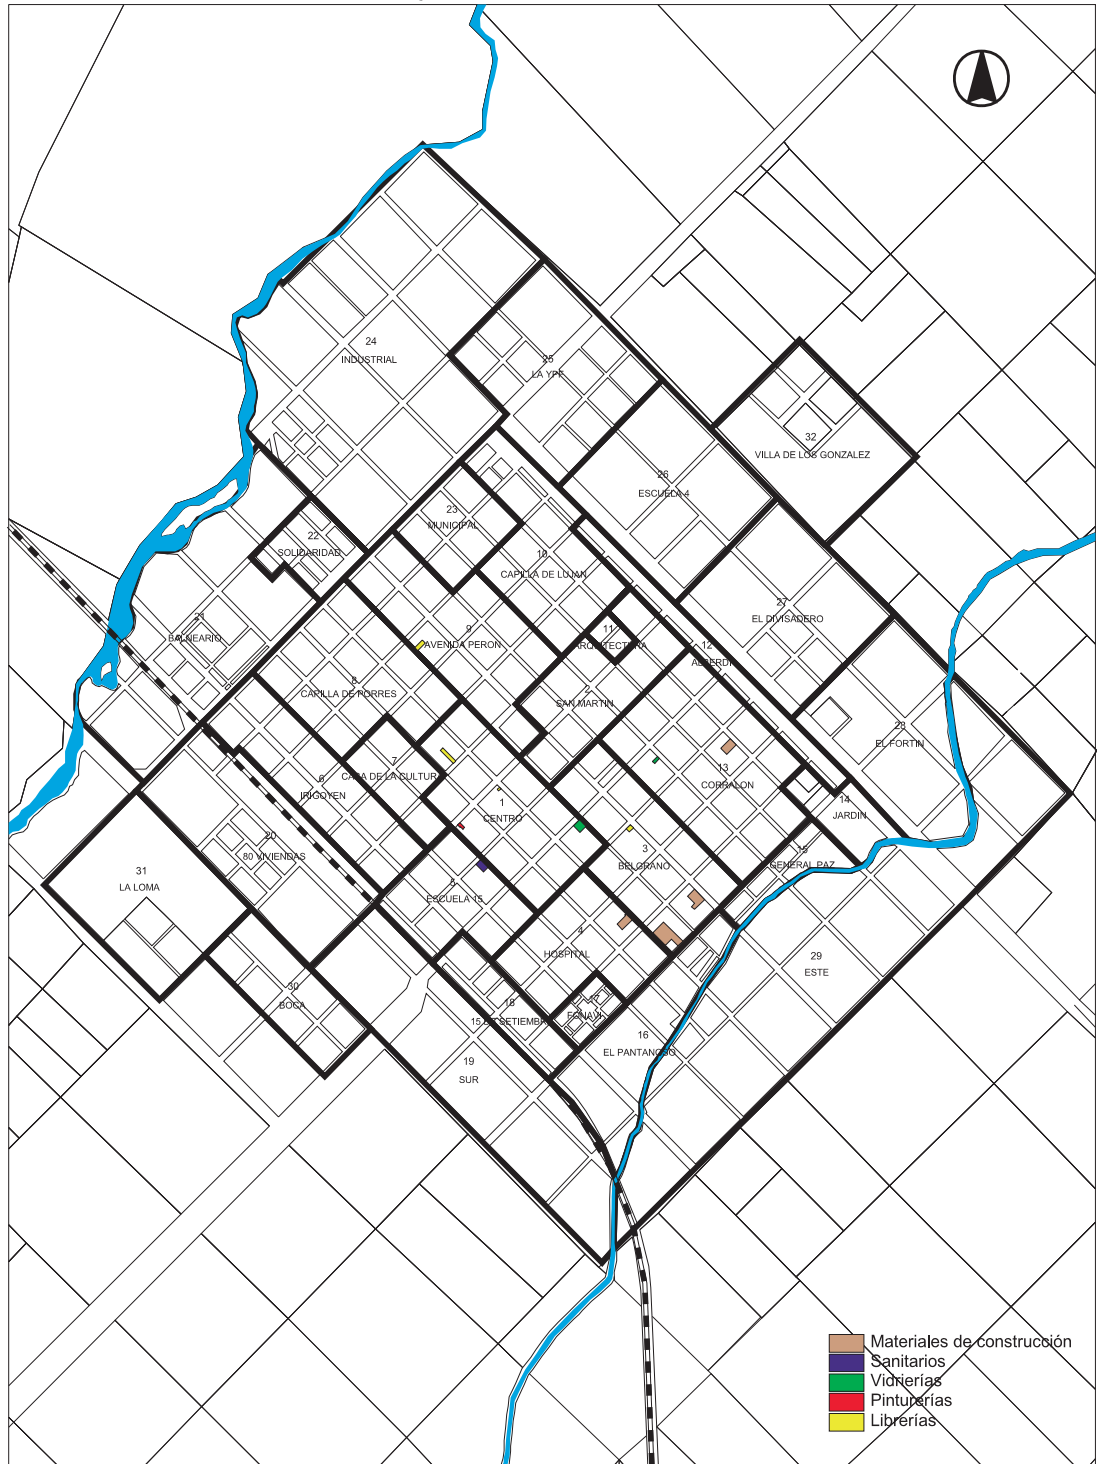 24
INDUSTRIAL
25
LA YPF
32
VILLA DE LOS GONZALEZ
26
ESCUELA 4
23
MUNICIPAL
22
SOLIDARIDAD
10
CAPILLA DE LUJAN
27
EL DIVISADERO
21
BALNEARIO
9
AVENIDA PERON
11
ARQUITECTURA
12
ALBERDI
8
CAPILLA DE PORRES
2
SAN MARTIN
28
EL FORTIN
7
CASA DE LA CULTURA
6
IRIGOYEN
13
CORRALON
1
CENTRO
14
JARDIN
20
80 VIVIENDAS
3
BELGRANO
15
GENERAL PAZ
31
LA LOMA
5
ESCUELA 15
4
HOSPITAL
29
ESTE
30
BOCA
18
15 DE SETIEMBRE
17
FONAVI
16
EL PANTANOSO
19
SUR
Materiales de construcción
Sanitarios
Vidrierías
Pinturerías
Librerías